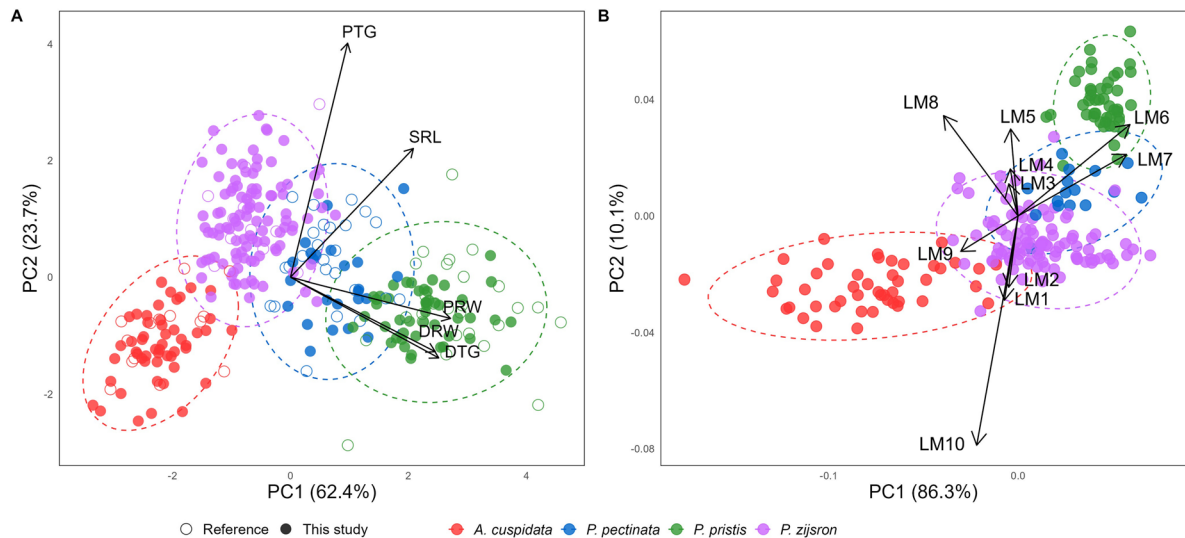 A
PTG
SRL
PRW
DRW
DTG
4
2
0
-2
PC2 (23.7%)
-2
0
2
4
PC1 (62.4%)
B
LM8
LM5
LM6
LM7
LM4
LM3
LM9
LM2
LM1
LM10
0.04
0.00
-0.04
-0.08
PC2 (10.1%)
-0.1
0.0
PC1 (86.3%)
Reference This study A. cuspidata P. pectinata P. pristis P. zijsron